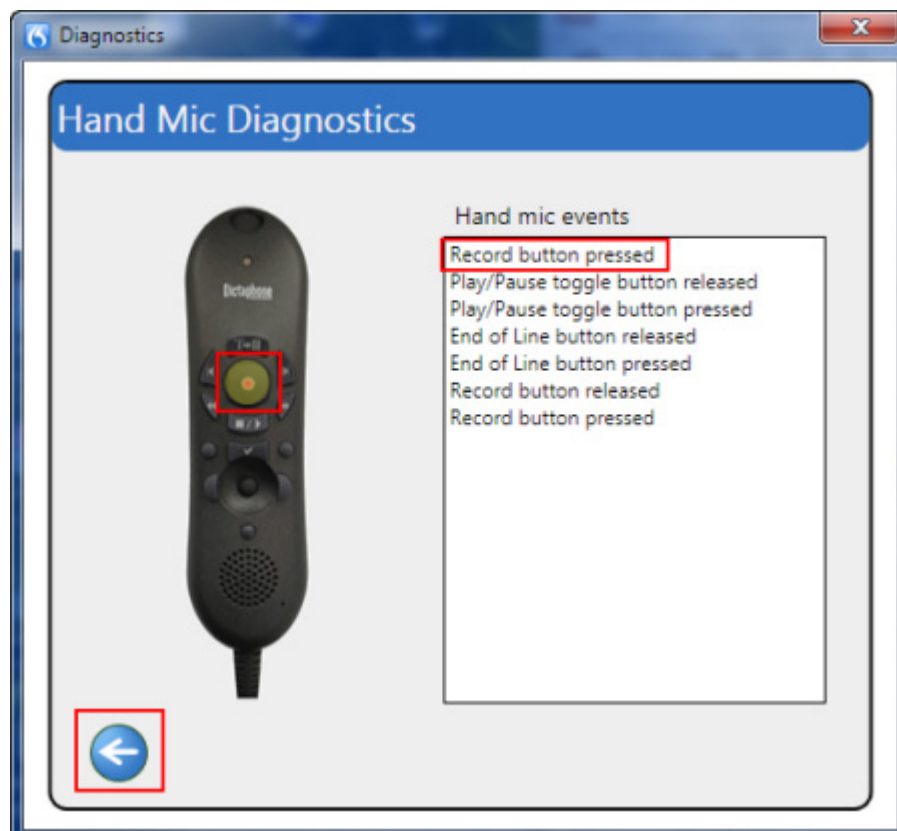 Diagnostics
Hand Mic Diagnostics
Hand mic events
Record button pressed
Play/Pause toggle button released
Play/Pause toggle button pressed
End of Line button released
End of Line button pressed
Record button released
Record button pressed
Dictaphone